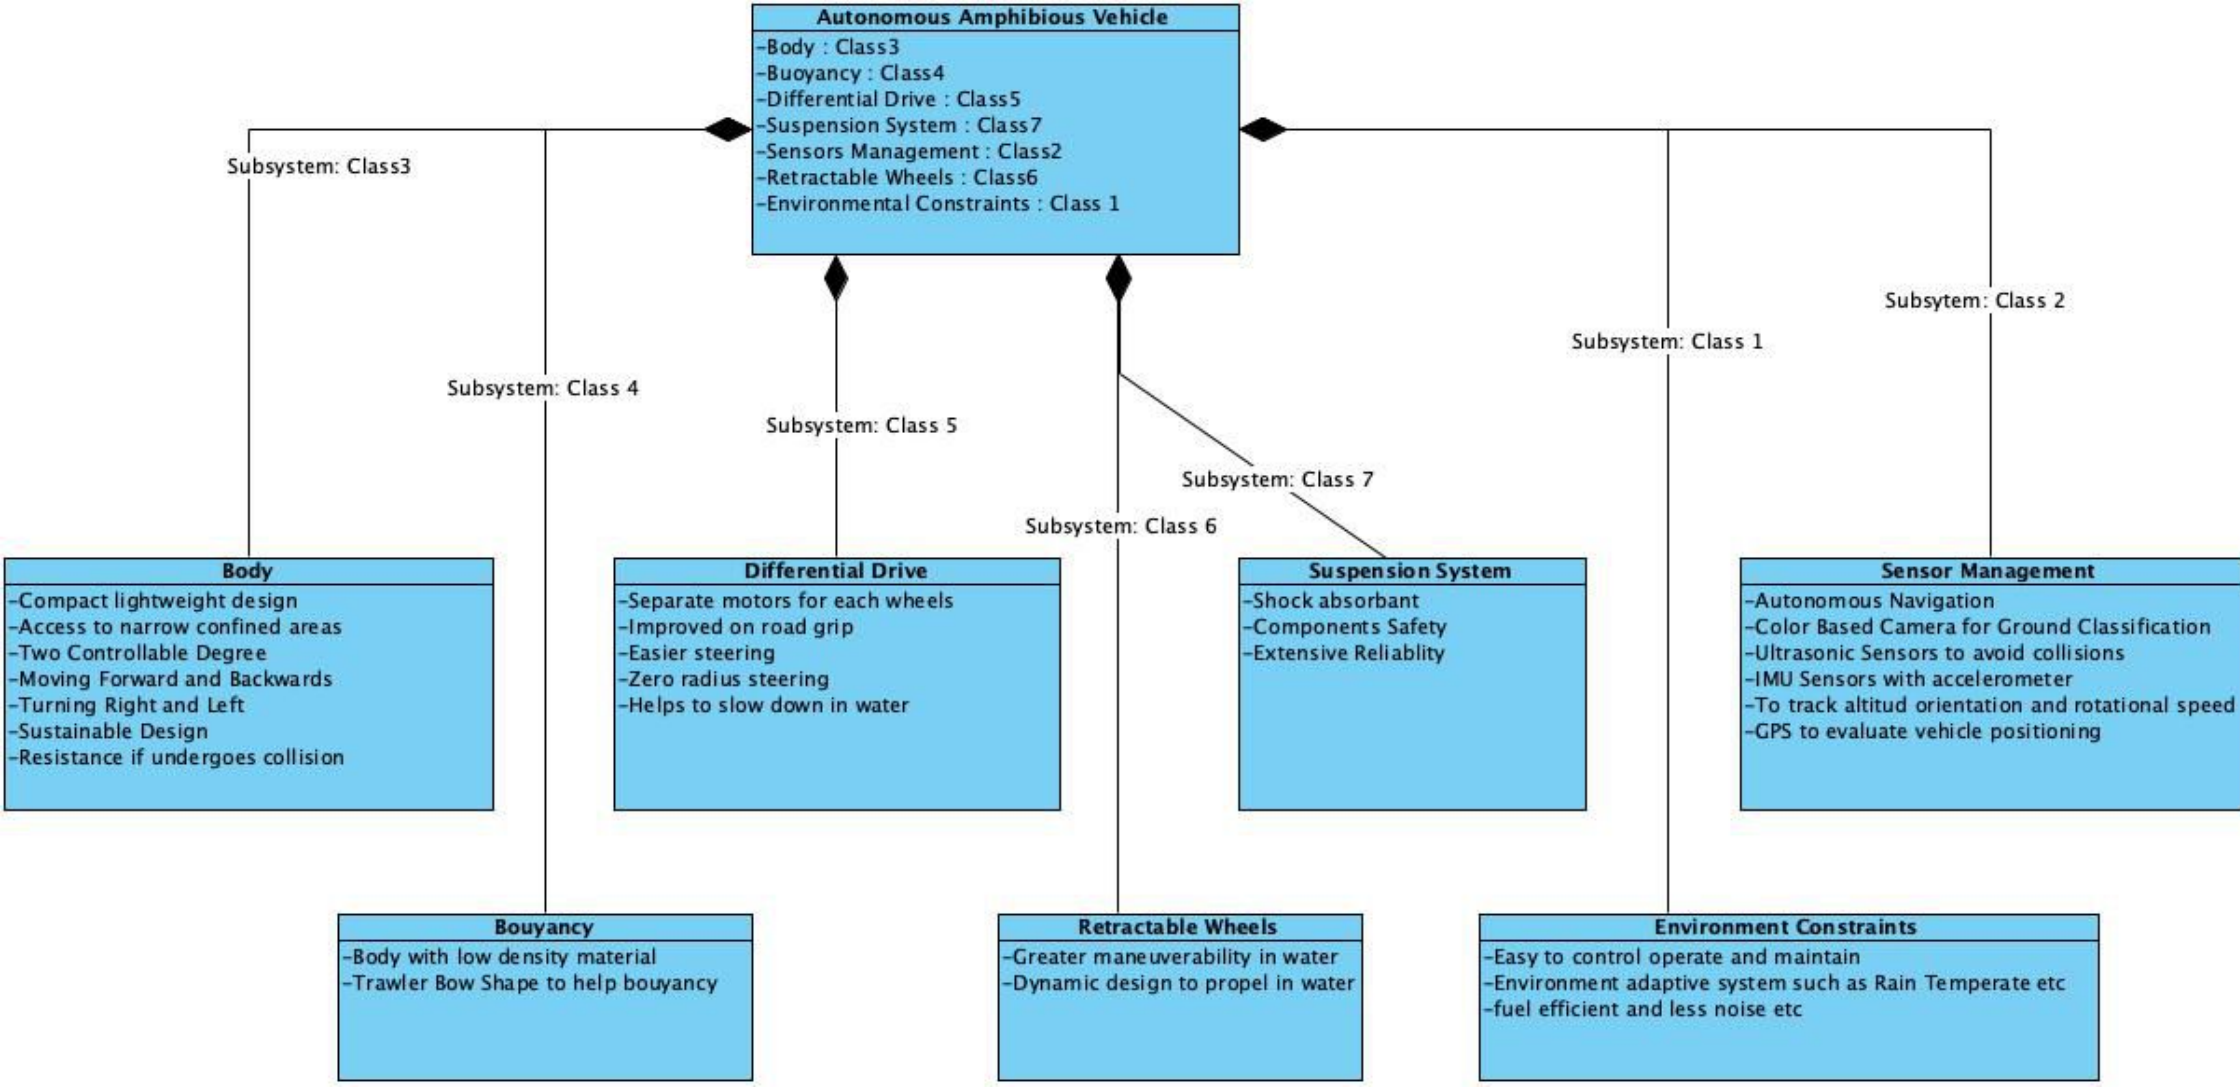 Autonomous Amphibious Vehicle
-Body : Class3
-Buoyancy : Class4
-Differential Drive : Class5
-Suspension System : Class7
-Sensors Management : Class2
-Retractable Wheels : Class6
-Environmental Constraints : Class 1
Subsystem: Class3
Subsytem: Class 2
Subsystem: Class 1
Subsystem: Class 4
Subsystem: Class 5
Subsystem: Class 7
Subsystem: Class 6
Body
-Compact lightweight design
-Access to narrow confined areas
-Two Controllable Degree
-Moving Forward and Backwards
-Turning Right and Left
-Sustainable Design
-Resistance if undergoes collision
Differential Drive
-Separate motors for each wheels
-Improved on road grip
-Easier steering
-Zero radius steering
-Helps to slow down in water
Suspension System
-Shock absorbant
-Components Safety
-Extensive Reliablity
Sensor Management
-Autonomous Navigation
-Color Based Camera for Ground Classification
-Ultrasonic Sensors to avoid collisions
-IMU Sensors with accelerometer
-To track altitud orientation and rotational speed
-GPS to evaluate vehicle positioning
Bouyancy
-Body with low density material
-Trawler Bow Shape to help bouyancy
Retractable Wheels
-Greater maneuverability in water
-Dynamic design to propel in water
Environment Constraints
-Easy to control operate and maintain
-Environment adaptive system such as Rain Temperate etc
-fuel efficient and less noise etc